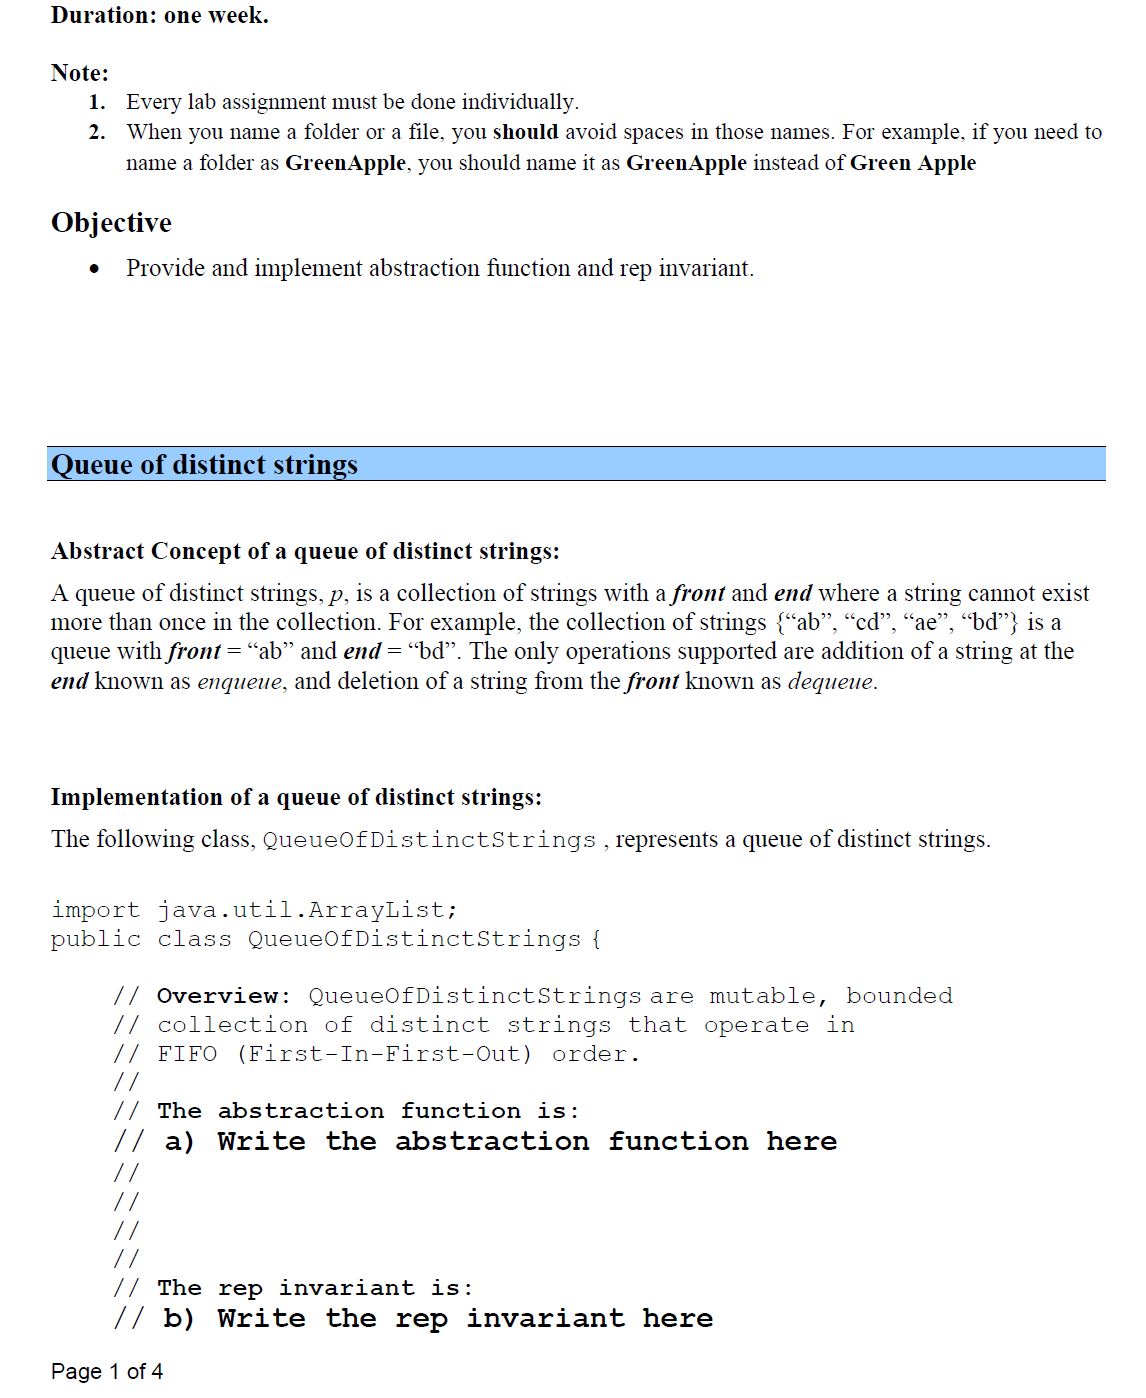 Duration: one week.
Note:
1. Every lab assignment must be done individually.
2. When you name a folder or a file, you should avoid spaces in those names. For example, if you need to
name a folder as GreenApple, you should name it as GreenApple instead of Green Apple
Objective
• Provide and implement abstraction function and rep invariant.
Queue of distinct strings
Abstract Concept of a queue of distinct strings:
A queue of distinct strings, p, is a collection of strings with a front and end where a string cannot exist
more than once in the collection. For example, the collection of strings {“ab”, “cd”, “ae”, “bd”} is a
queue with front = “ab” and end = “bd”. The only operations supported are addition of a string at the
end known as enqueue, and deletion of a string from the front known as dequeue.
Implementation of a queue of distinct strings:
The following class, QueueOfDistinctStrings , represents a queue of distinct strings.
import java.util.ArrayList;
public class QueueOfDistinctStrings {
// Overview: QueueOfDistinctStrings are mutable, bounded
// collection of distinct strings that operate in
// FIFO (First-In-First-Out) order.
//
// The abstraction function is:
// a) Write the abstraction function here
//
//
//
//
// The rep invariant is:
// b) Write the rep invariant here
Page 1 of 4